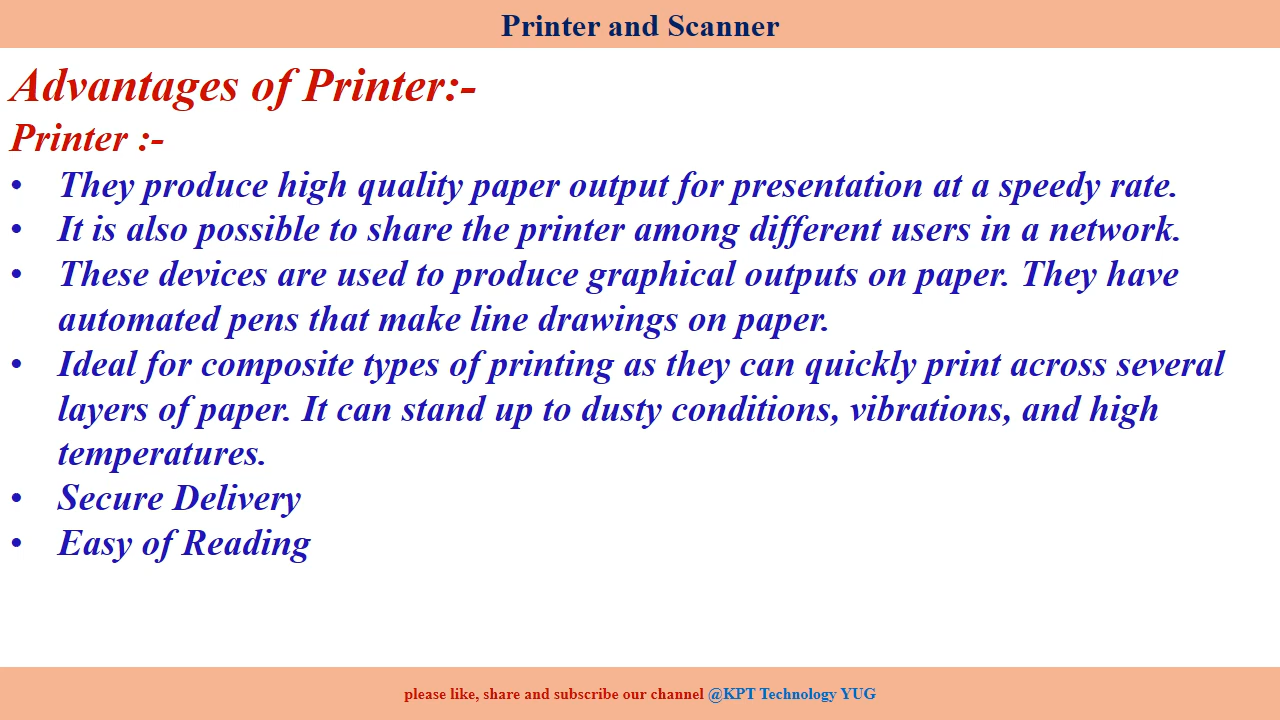 Printer and Scanner
Advantages of Printer:-
Printer :-
• They produce high quality paper output for presentation at a speedy rate.
• It is also possible to share the printer among different users in a network.
• These devices are used to produce graphical outputs on paper. They have
automated pens that make line drawings on paper.
• Ideal for composite types of printing as they can quickly print across several
layers of paper. It can stand up to dusty conditions, vibrations, and high
temperatures.
• Secure Delivery
• Easy of Reading
please like, share and subscribe our channel @KPT Technology YUG